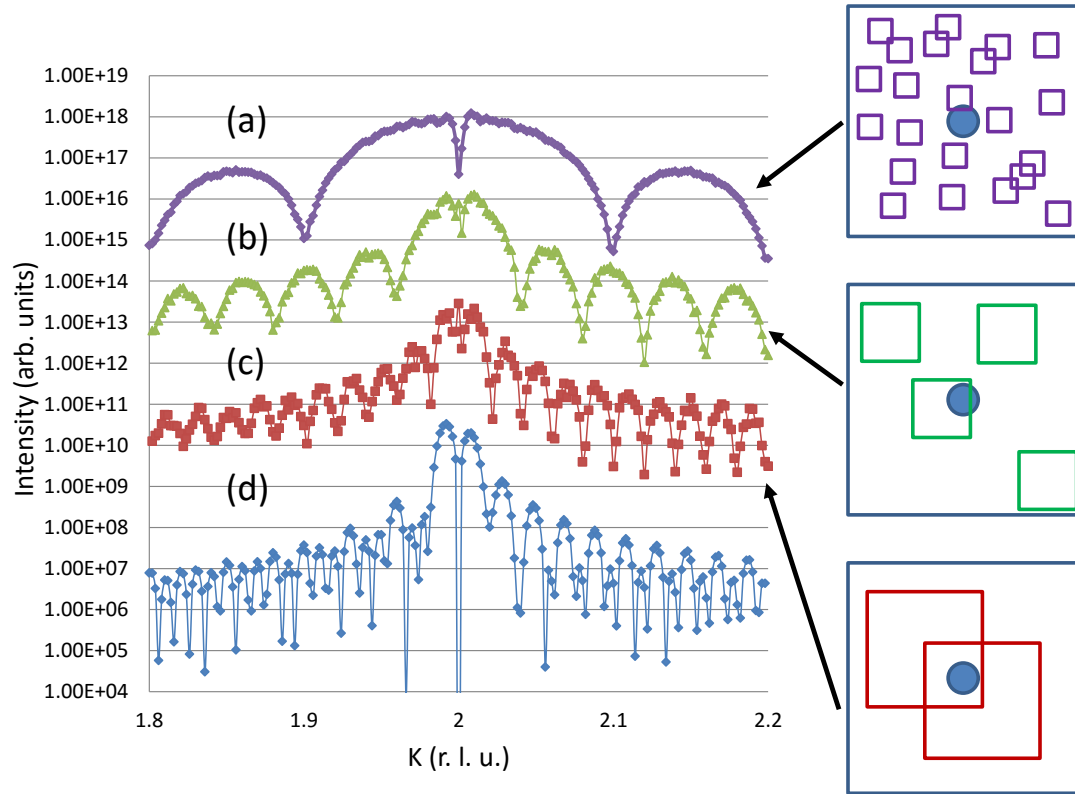 1.00E+19
1.00E+18
1.00E+17
1.00E+16
1.00E+15
1.00E+14
1.00E+13
1.00E+12
1.00E+11
1.00E+10
1.00E+09
1.00E+08
1.00E+07
1.00E+06
1.00E+05
1.00E+04
Intensity (arb. units)
(a)
(b)
(c)
(d)
1.8
1.9
2
2.1
2.2
K (r. l. u.)